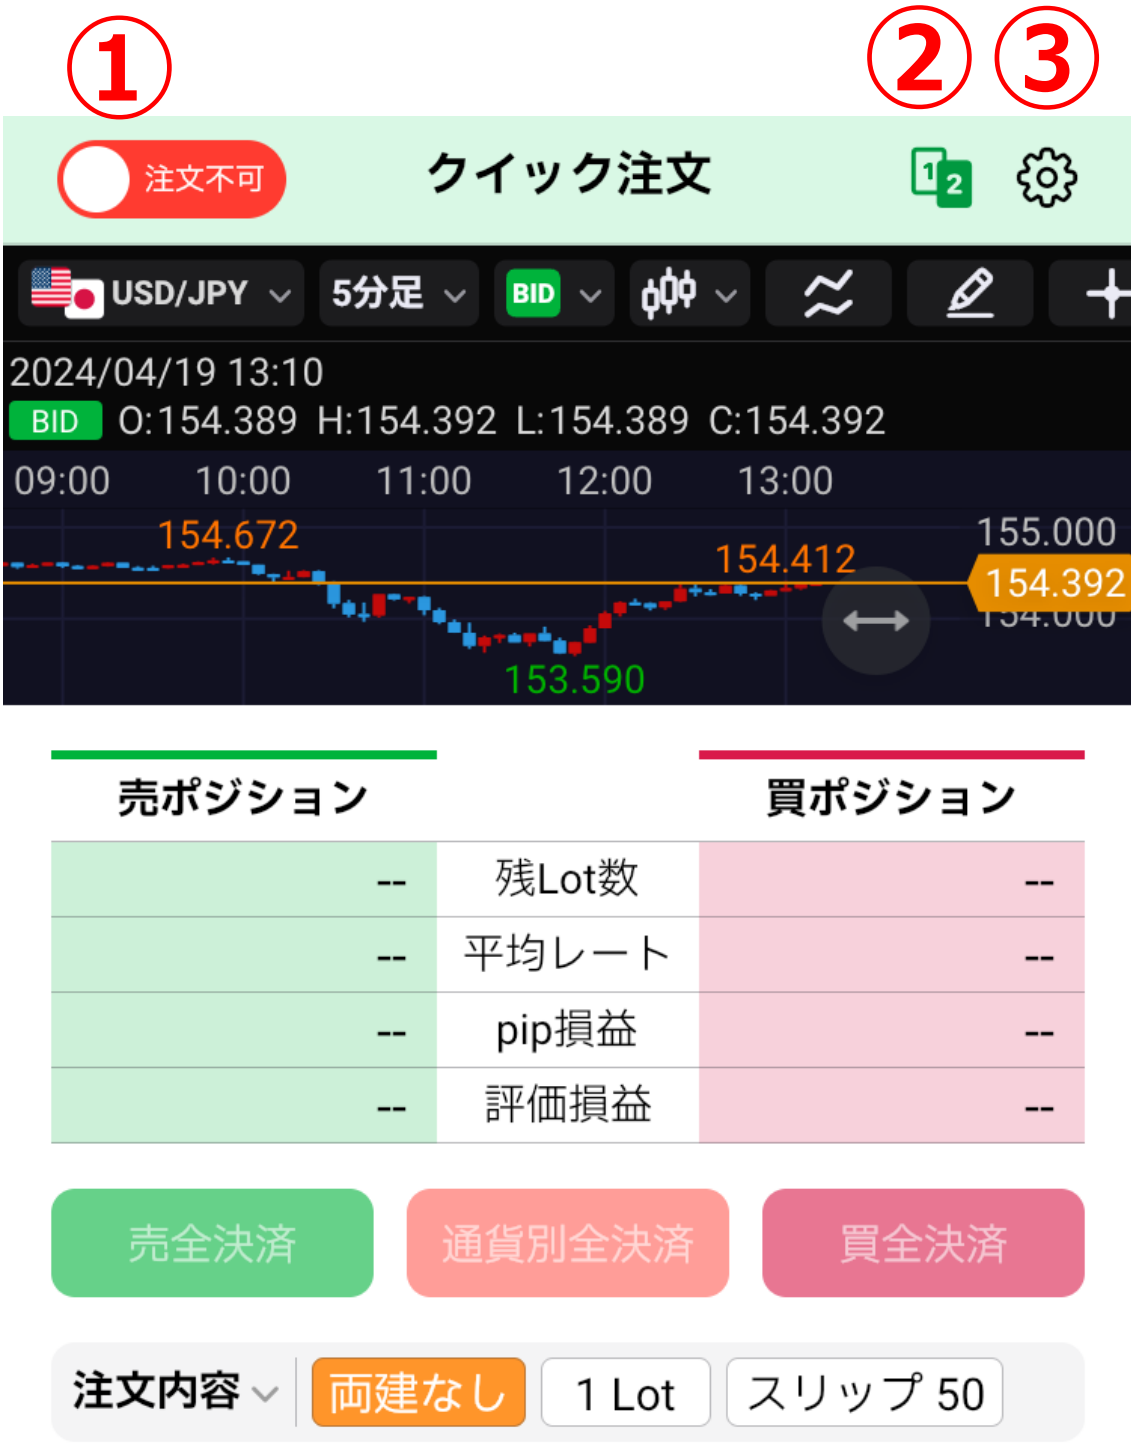 ① ② ③
注文不可 クイック注文 1 2
USD/JPY 5分足 BID
2024/04/19 13:10
BID O:154.389 H:154.392 L:154.389 C:154.392
09:00 10:00 11:00 12:00 13:00
155.000
154.672
154.412
154.392
154.000
153.590
売ポジション 買ポジション
-- 残Lot数 --
-- 平均レート --
-- pip損益 --
-- 評価損益 --
売全決済 通貨別全決済 買全決済
注文内容 両建なし 1 Lot スリップ 50